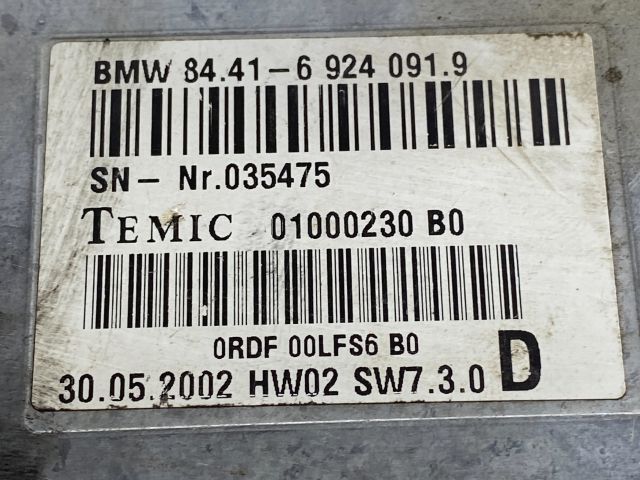 BMW 84.41-6 924 091.9
SN- Nr.035475
TEMIC 01000230 B0
0RDF 00LFS6 B0
30.05.2002 HW02 SW7.3.0 D